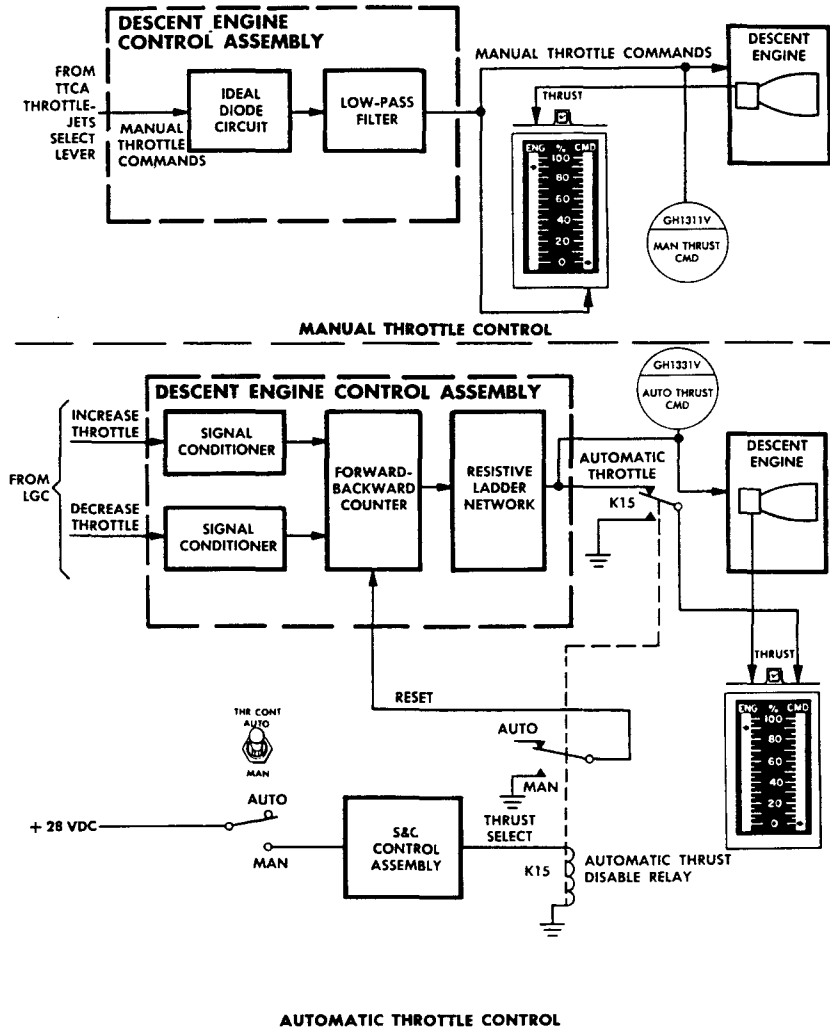 DESCENT ENGINE
CONTROL ASSEMBLY
FROM
TTCA
THROTTLE-
JETS
SELECT
LEVER
MANUAL
THROTTLE
COMMANDS
IDEAL
DIODE
CIRCUIT
LOW-PASS
FILTER
MANUAL THROTTLE COMMANDS
DESCENT
ENGINE
THRUST
ENG % CMD
100
80
60
40
20
0
GH1311V
MAN THRUST
CMD
MANUAL THROTTLE CONTROL
GH1331V
AUTO THRUST
CMD
DESCENT ENGINE CONTROL ASSEMBLY
FROM
LGC
INCREASE
THROTTLE
DECREASE
THROTTLE
SIGNAL
CONDITIONER
SIGNAL
CONDITIONER
FORWARD-
BACKWARD
COUNTER
RESISTIVE
LADDER
NETWORK
AUTOMATIC
THROTTLE
K15
DESCENT
ENGINE
THRUST
ENG % CMD
100
80
60
40
20
0
RESET
AUTO
MAN
THR CONT
AUTO
MAN
+ 28 VDC
AUTO
MAN
S&C
CONTROL
ASSEMBLY
THRUST
SELECT
K15
AUTOMATIC THRUST
DISABLE RELAY
AUTOMATIC THROTTLE CONTROL